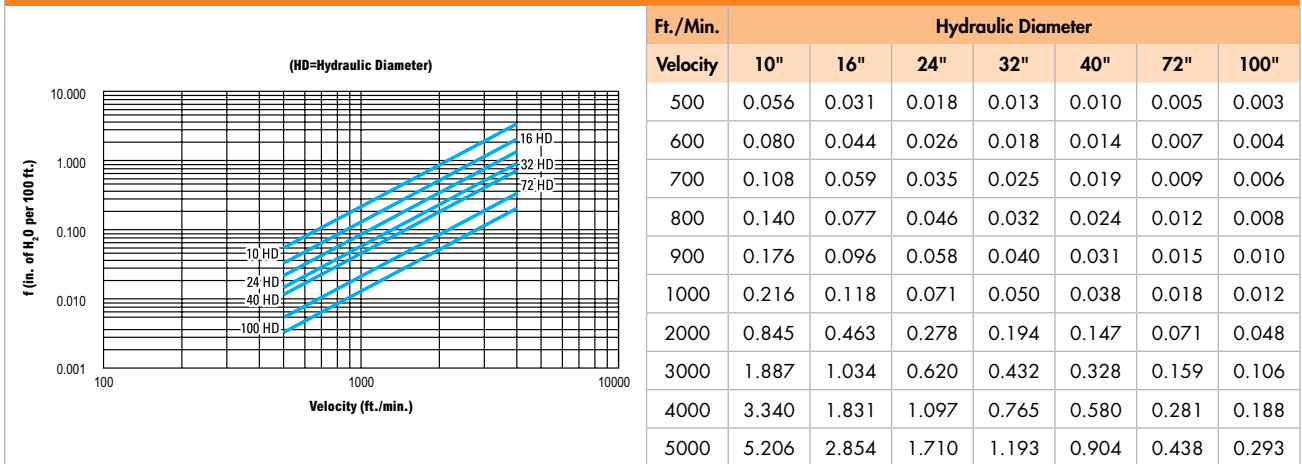 (HD=Hydraulic Diameter)
10.000
1.000
0.100
0.010
0.001
f (in. of H₂0 per 100 ft.)
16 HD
32 HD
72 HD
10 HD
24 HD
40 HD
100 HD
100
1000
10000
Velocity (ft./min.)
Ft./Min. Hydraulic Diameter
Velocity 10" 16" 24" 32" 40" 72" 100"
500 0.056 0.031 0.018 0.013 0.010 0.005 0.003
600 0.080 0.044 0.026 0.018 0.014 0.007 0.004
700 0.108 0.059 0.035 0.025 0.019 0.009 0.006
800 0.140 0.077 0.046 0.032 0.024 0.012 0.008
900 0.176 0.096 0.058 0.040 0.031 0.015 0.010
1000 0.216 0.118 0.071 0.050 0.038 0.018 0.012
2000 0.845 0.463 0.278 0.194 0.147 0.071 0.048
3000 1.887 1.034 0.620 0.432 0.328 0.159 0.106
4000 3.340 1.831 1.097 0.765 0.580 0.281 0.188
5000 5.206 2.854 1.710 1.193 0.904 0.438 0.293